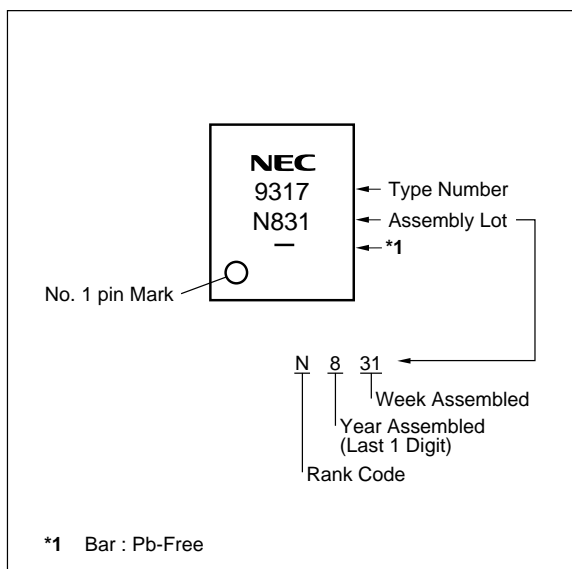 NEC
9317
N831
—
Type Number
Assembly Lot
*1
No. 1 pin Mark
N 8 31
Week Assembled
Year Assembled
(Last 1 Digit)
Rank Code
*1 Bar : Pb-Free